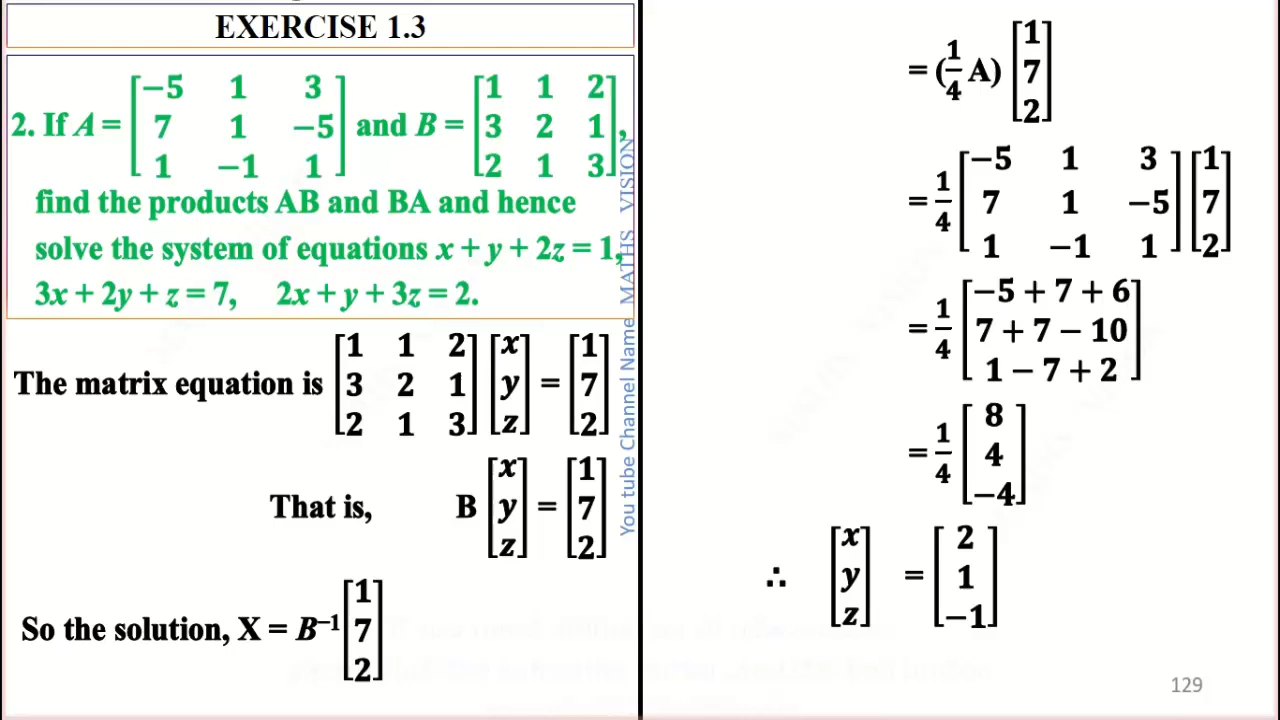 EXERCISE 1.3
2. If A = [−5 1 3; 7 1 −5; 1 −1 1] and B = [1 1 2; 3 2 1; 2 1 3],
find the products AB and BA and hence
solve the system of equations x + y + 2z = 1,
3x + 2y + z = 7, 2x + y + 3z = 2.
The matrix equation is [1 1 2; 3 2 1; 2 1 3] [x; y; z] = [1; 7; 2]
That is, B [x; y; z] = [1; 7; 2]
So the solution, X = B⁻¹ [1; 7; 2]
You tube Channel Name MATHS VISION
= (1/4 A) [1; 7; 2]
= 1/4 [−5 1 3; 7 1 −5; 1 −1 1] [1; 7; 2]
= 1/4 [−5 + 7 + 6; 7 + 7 − 10; 1 − 7 + 2]
= 1/4 [8; 4; −4]
∴ [x; y; z] = [2; 1; −1]
129